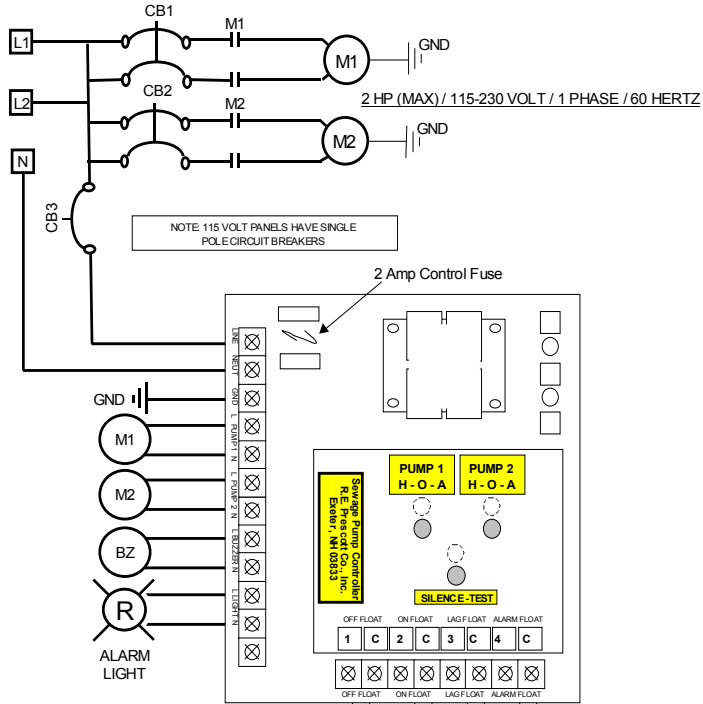 CB1
L1
M1
M1
GND
L2
CB2
M2
M2
GND
2 HP (MAX) / 115-230 VOLT / 1 PHASE / 60 HERTZ
N
CB3
NOTE: 115 VOLT PANELS HAVE SINGLE
POLE CIRCUIT BREAKERS
2 Amp Control Fuse
LINE
NEUT
GND
GND
L PUMP 1 N
M1
L PUMP 2 N
M2
L BUZZER N
BZ
L LIGHT N
R
ALARM
LIGHT
Sewage Pump Controller
R.E. Prescott Co., Inc.
Exeter, NH 03833
PUMP 1
H - O - A
PUMP 2
H - O - A
SILENCE-TEST
OFF FLOAT ON FLOAT LAG FLOAT ALARM FLOAT
1 C 2 C 3 C 4 C
OFF FLOAT ON FLOAT LAG FLOAT ALARM FLOAT